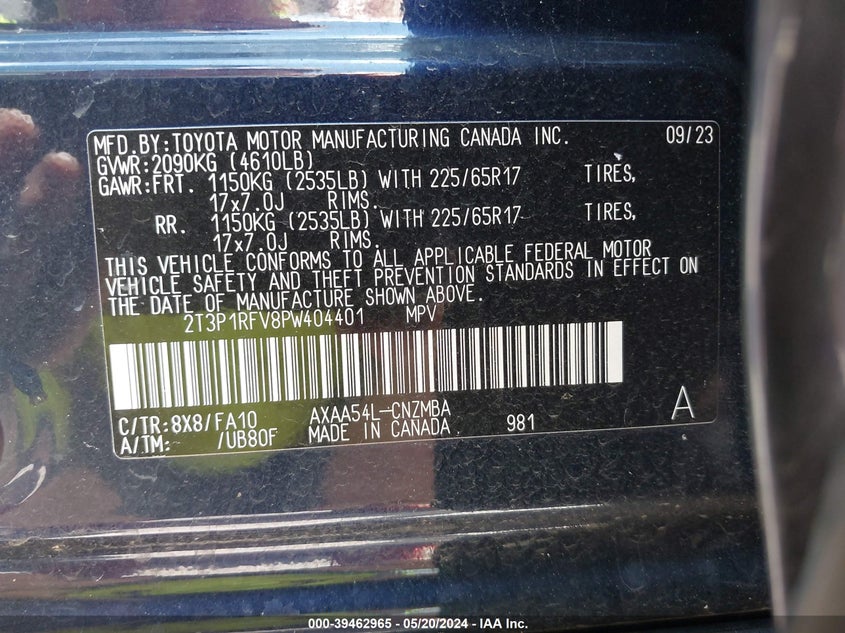 MFD.BY:TOYOTA MOTOR MANUFACTURING CANADA INC. 09/23
GVWR:2090KG (4610LB)
GAWR:FRT. 1150KG (2535LB) WITH 225/65R17 TIRES,
17x7.0J RIMS.
RR. 1150KG (2535LB) WITH 225/65R17 TIRES,
17x7.0J RIMS.
THIS VEHICLE CONFORMS TO ALL APPLICABLE FEDERAL MOTOR
VEHICLE SAFETY AND THEFT PREVENTION STANDARDS IN EFFECT ON
THE DATE OF MANUFACTURE SHOWN ABOVE.
2T3P1RFV8PW404401 MPV
C/TR:8X8/FA10 AXAA54L-CNZMBA A
A/TM: /UB80F MADE IN CANADA. 981
000-39462965 - 05/20/2024 - IAA Inc.